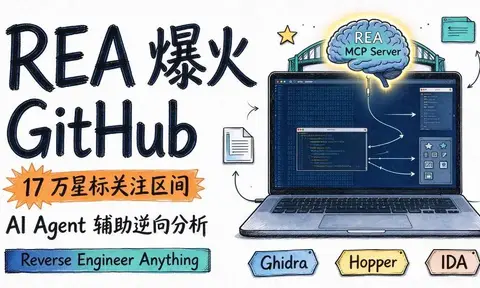 REA 爆火
GitHub
17 万星标关注区间
AI Agent 辅助逆向分析
Reverse Engineer Anything
REA
MCP Server
Ghidra
Hopper
IDA